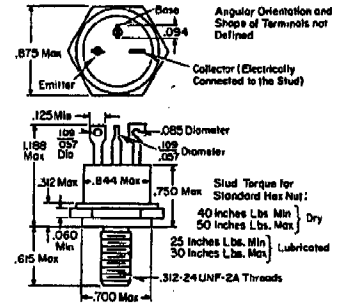 Base
Angular Orientation and
Shape of Terminals not
Defined
.094
.875 Max
Emitter
Collector (Electrically
Connected to the Stud)
.125 Min
.109
.057
Dia
.085 Diameter
.109
.057
Diameter
1.188
Max
.312 Max
.844 Max
.750 Max
Stud Torque for
Standard Hex Nut:
40 Inches Lbs Min
50 Inches Lbs. Max
Dry
25 Inches Lbs. Min
30 Inches Lbs. Max
Lubricated
.060
Min
.615 Max
.312-24 UNF-2A Threads
.700 Max